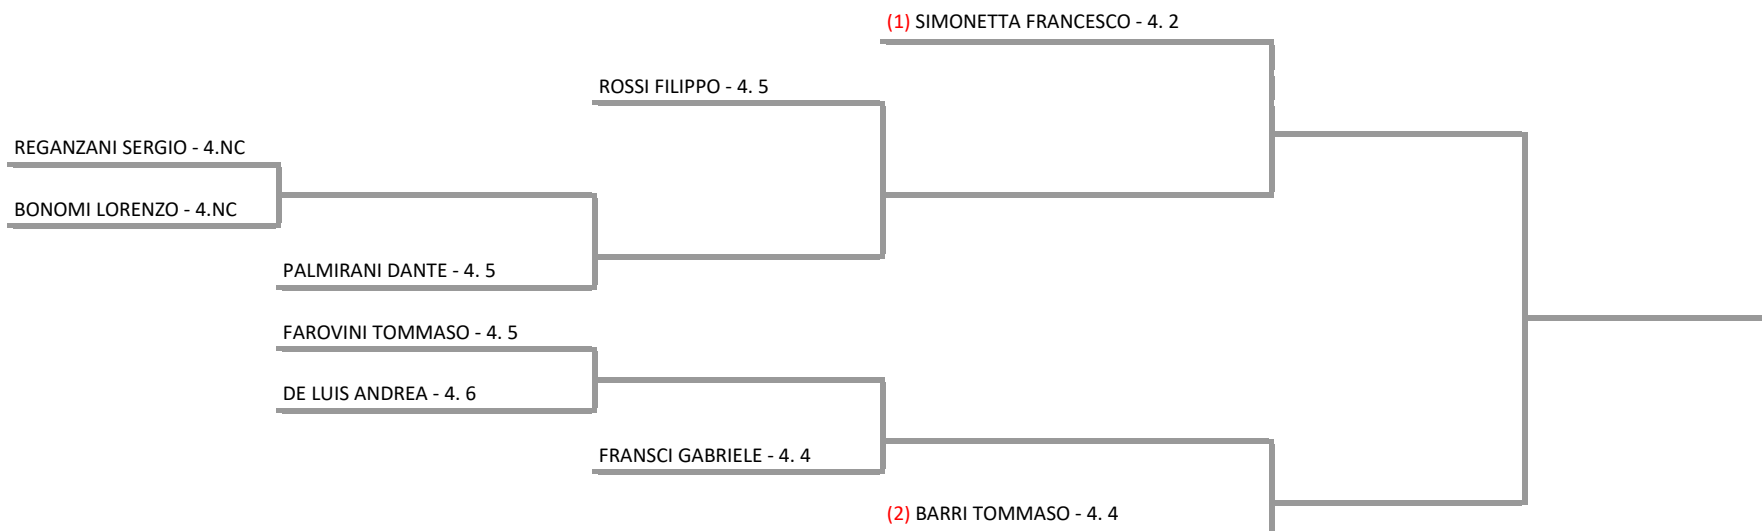 (1) SIMONETTA FRANCESCO - 4. 2
ROSSI FILIPPO - 4. 5
REGANZANI SERGIO - 4.NC
BONOMI LORENZO - 4.NC
PALMIRANI DANTE - 4. 5
FAROVINI TOMMASO - 4. 5
DE LUIS ANDREA - 4. 6
FRANSCI GABRIELE - 4. 4
(2) BARRI TOMMASO - 4. 4